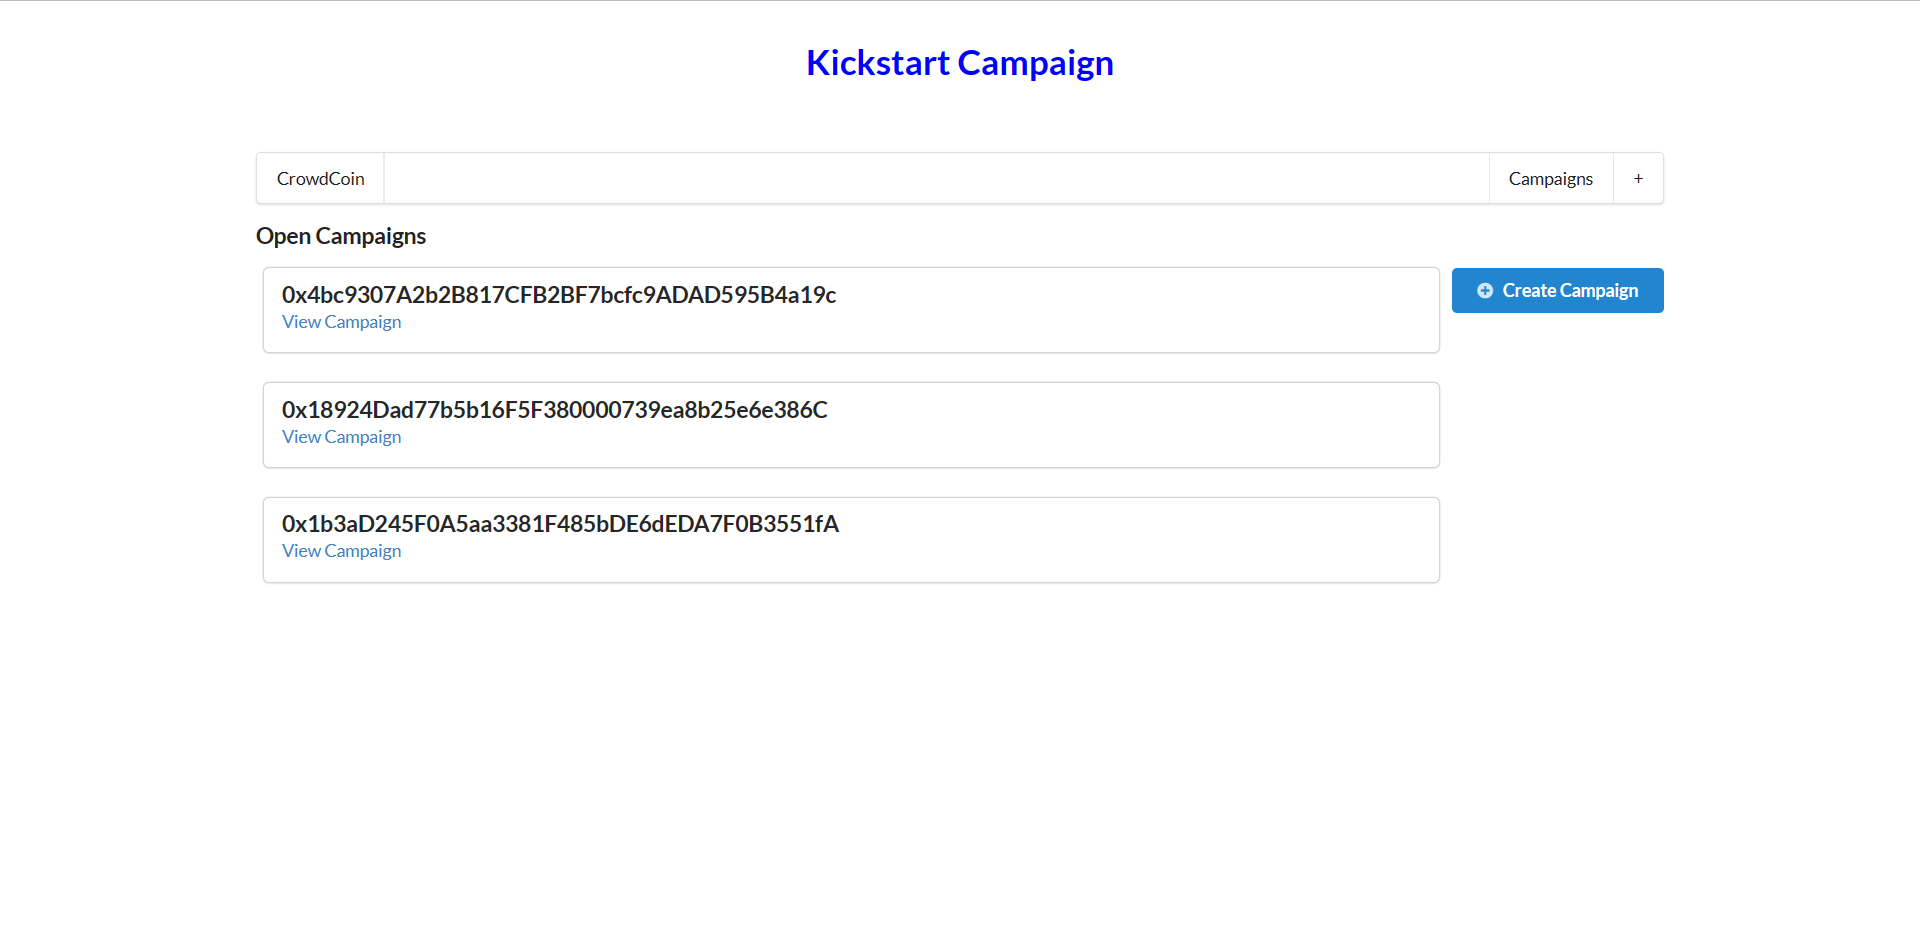 Kickstart Campaign
CrowdCoin
Campaigns
+
Open Campaigns
0x4bc9307A2b2B817CFB2BF7bcfc9ADAD595B4a19c
View Campaign
Create Campaign
0x18924Dad77b5b16F5F380000739ea8b25e6e386C
View Campaign
0x1b3aD245F0A5aa3381F485bDE6dEDA7F0B3551fA
View Campaign